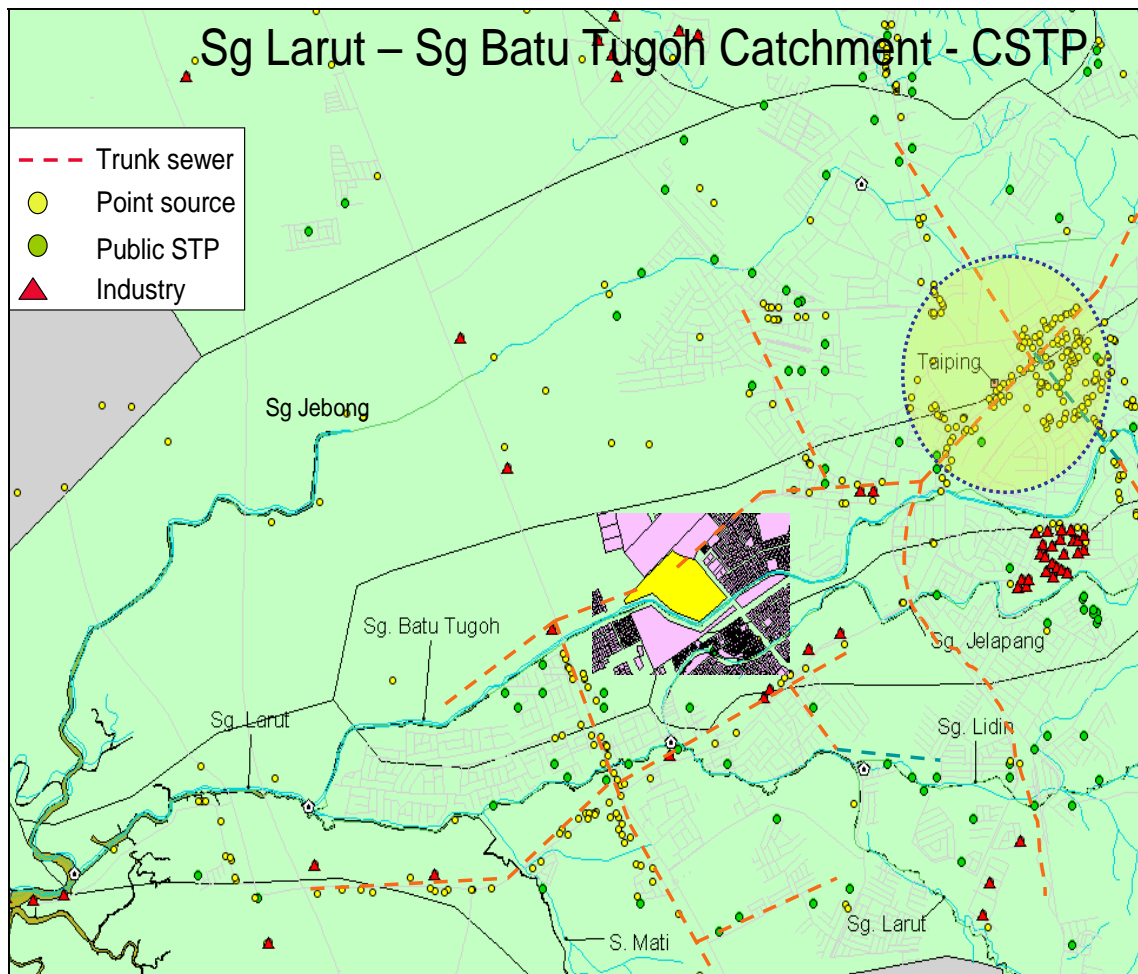 Sg Larut – Sg Batu Tugoh Catchment - CSTP
Trunk sewer
Point source
Public STP
Industry
Taiping
Sg Jebong
Sg. Batu Tugoh
Sg. Jelapang
Sg. Larut
Sg. Lidin
Sg. Larut
S. Mati